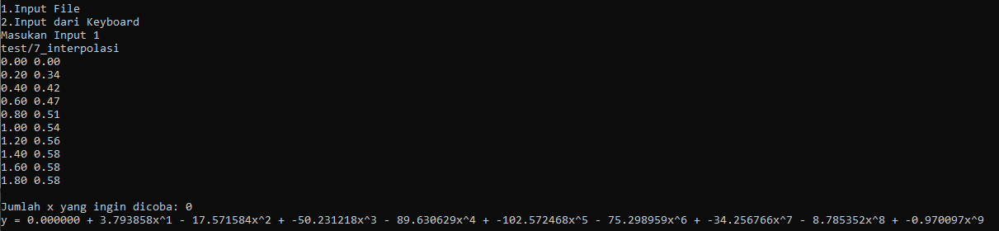 1.Input File
2.Input dari Keyboard
Masukan Input 1
test/7_interpolasi
0.00 0.00
0.20 0.34
0.40 0.42
0.60 0.47
0.80 0.51
1.00 0.54
1.20 0.56
1.40 0.58
1.60 0.58
1.80 0.58
Jumlah x yang ingin dicoba: 0
y = 0.000000 + 3.793858x^1 - 17.571584x^2 + -50.231218x^3 - 89.630629x^4 + -102.572468x^5 - 75.298959x^6 + -34.256766x^7 - 8.785352x^8 + -0.970097x^9